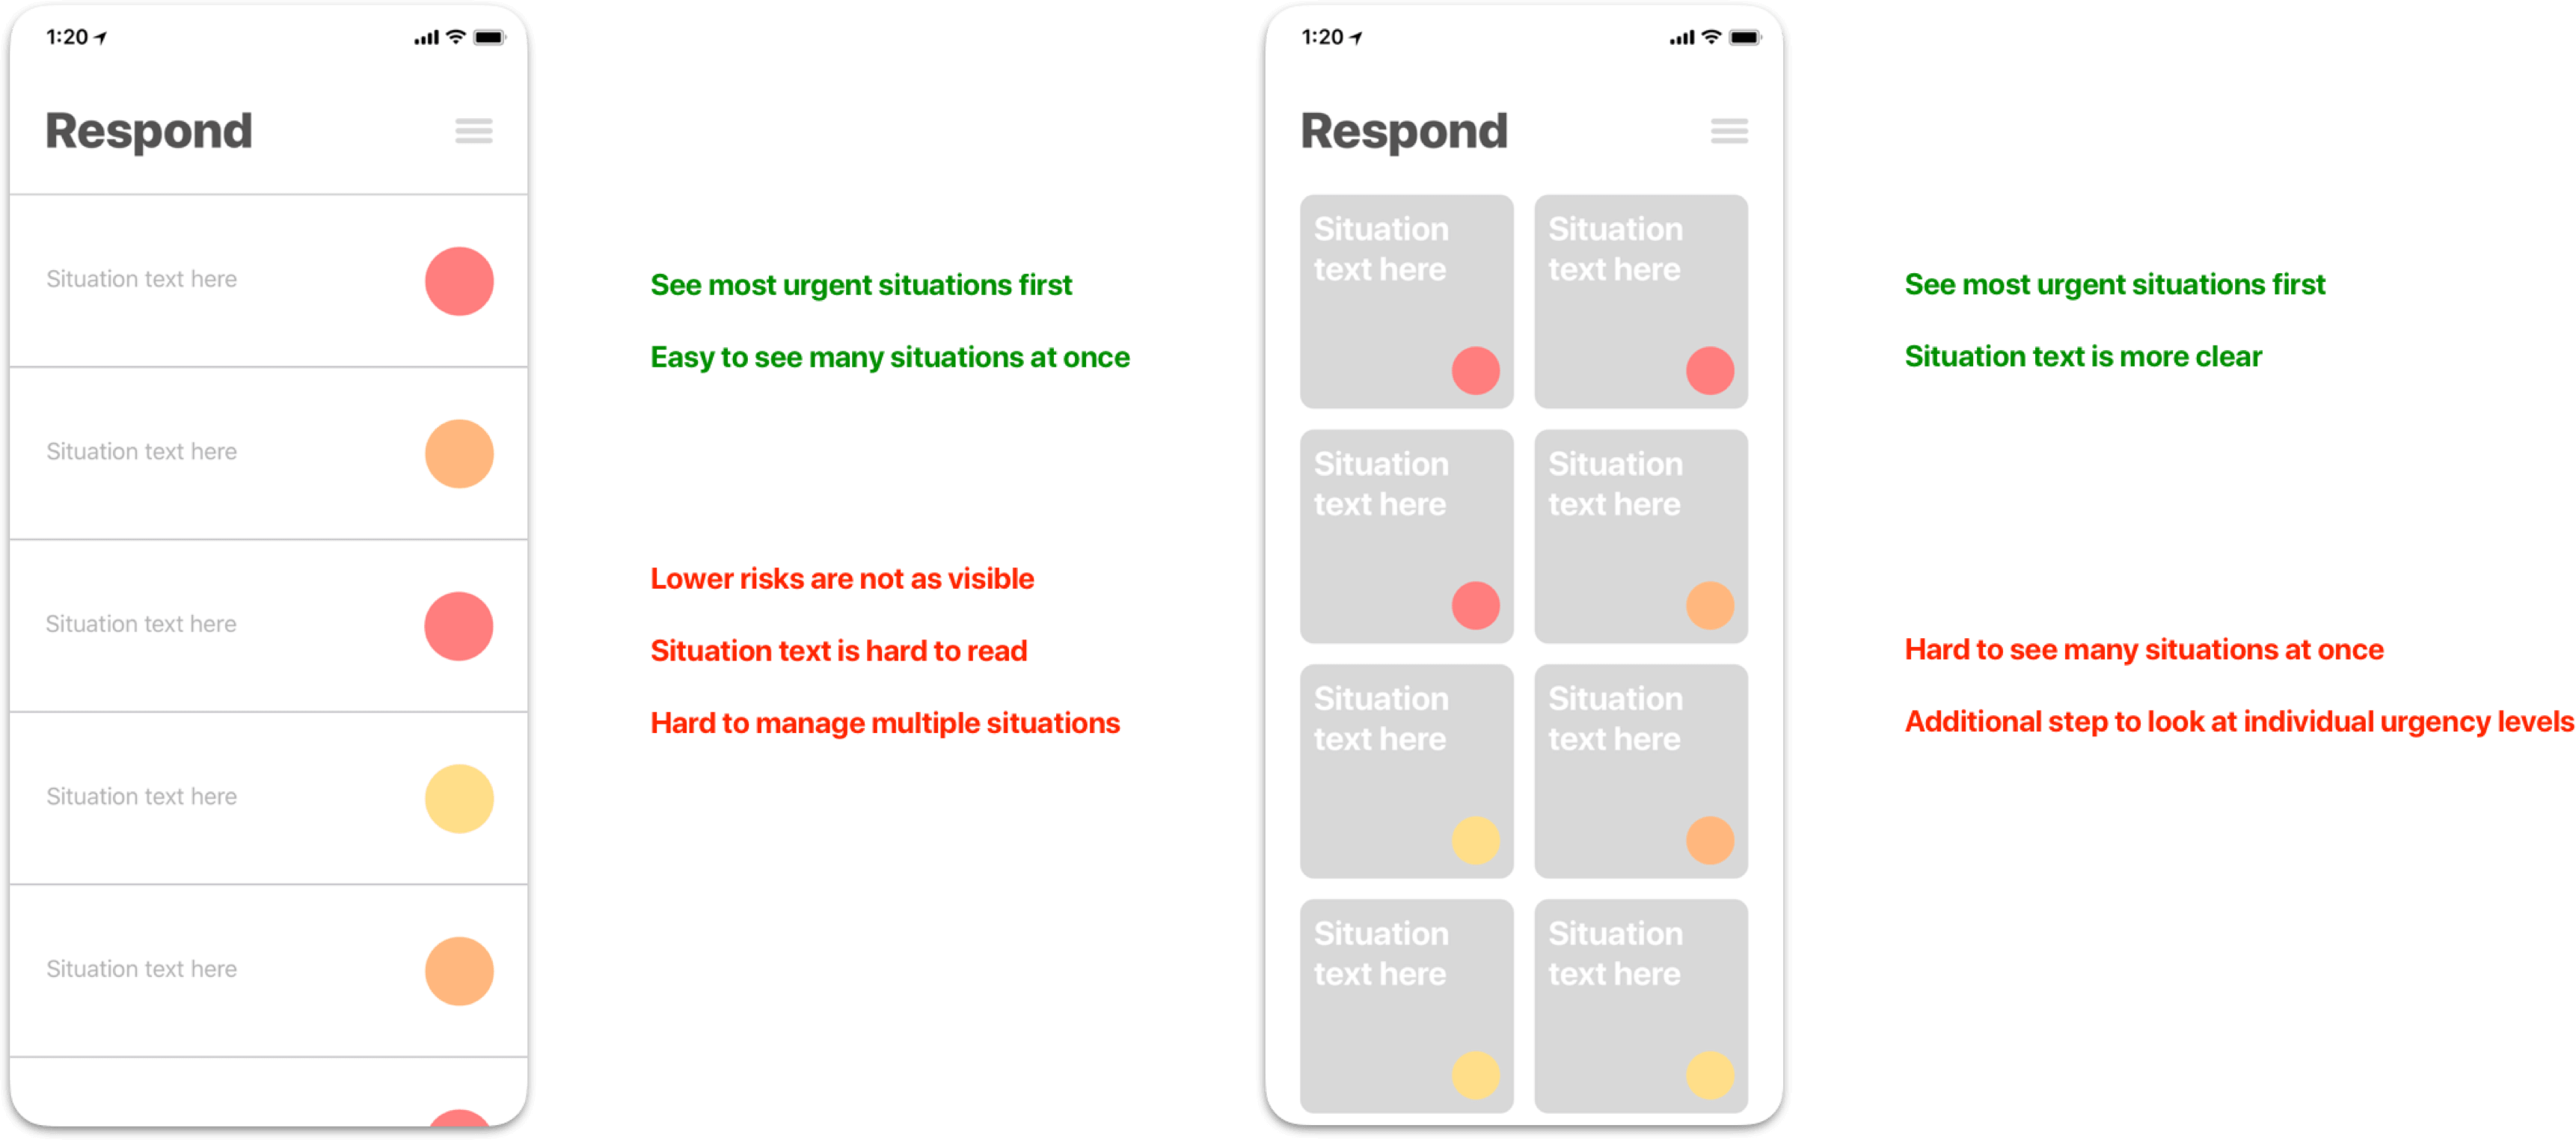 1:20
Respond
Situation text here
Situation text here
Situation text here
Situation text here
Situation text here
See most urgent situations first
Easy to see many situations at once
Lower risks are not as visible
Situation text is hard to read
Hard to manage multiple situations
1:20
Respond
Situation
text here
Situation
text here
Situation
text here
Situation
text here
Situation
text here
Situation
text here
Situation
text here
Situation
text here
See most urgent situations first
Situation text is more clear
Hard to see many situations at once
Additional step to look at individual urgency levels